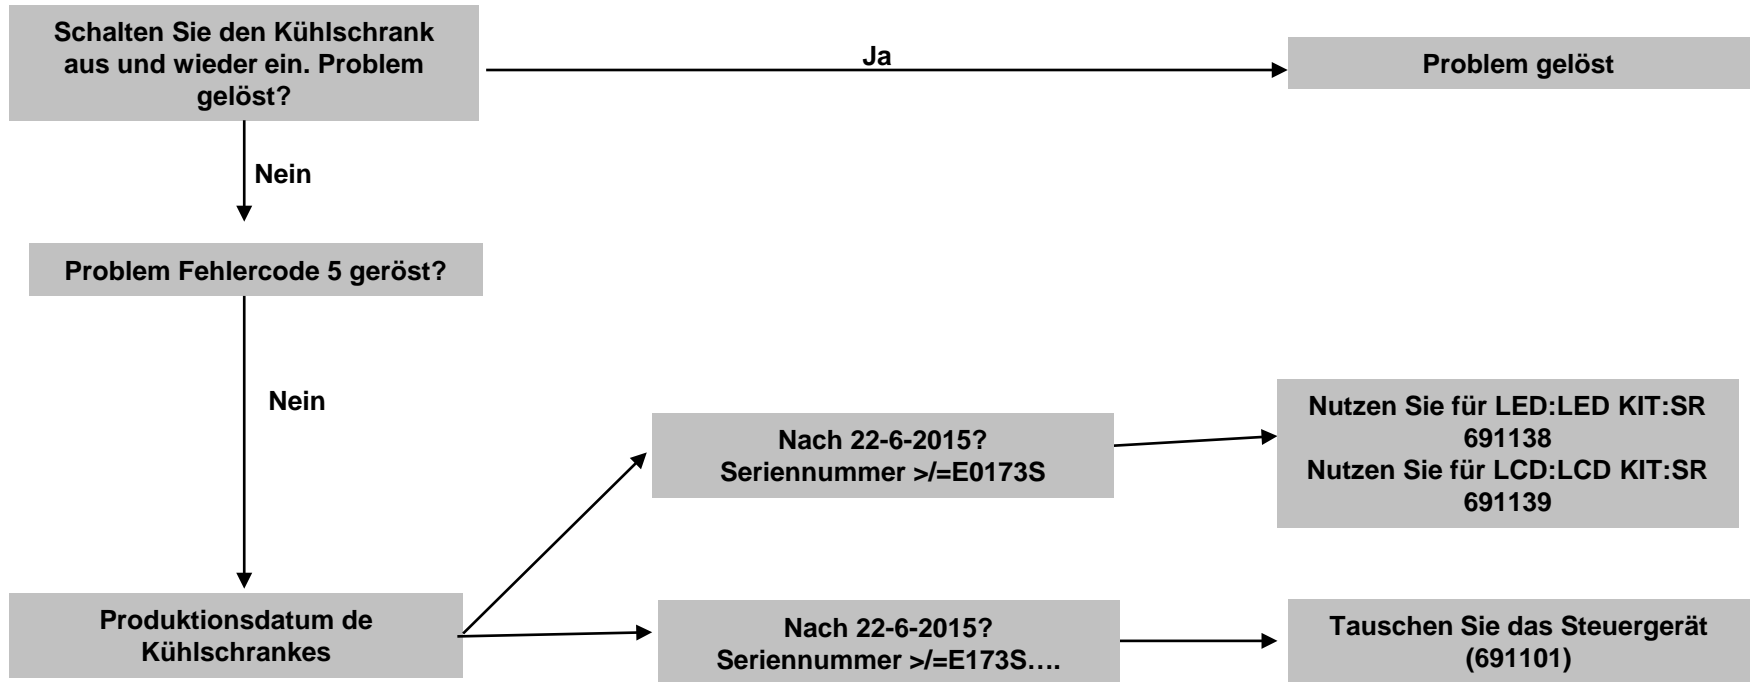 Schalten Sie den Kühlschrank
aus und wieder ein. Problem
gelöst?
Ja
Problem gelöst
Nein
Problem Fehlercode 5 geröst?
Nein
Nach 22-6-2015?
Seriennummer >/=E0173S
Nutzen Sie für LED:LED KIT:SR
691138
Nutzen Sie für LCD:LCD KIT:SR
691139
Produktionsdatum de
Kühlschrankes
Nach 22-6-2015?
Seriennummer >/=E173S….
Tauschen Sie das Steuergerät
(691101)